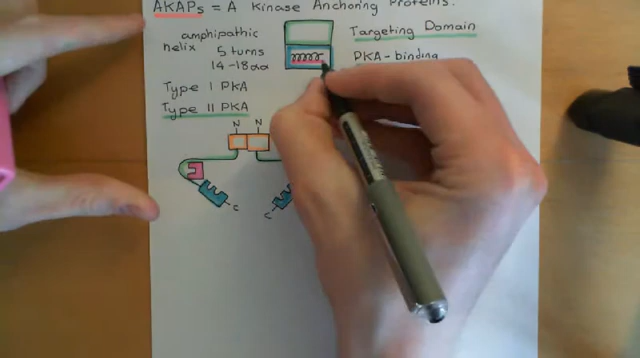 AKAPs = A Kinase Anchoring Proteins.
amphipathic
helix 5 turns
14-18aa
Targeting Domain
PKA-binding
Type I PKA
Type II PKA
N N
C C